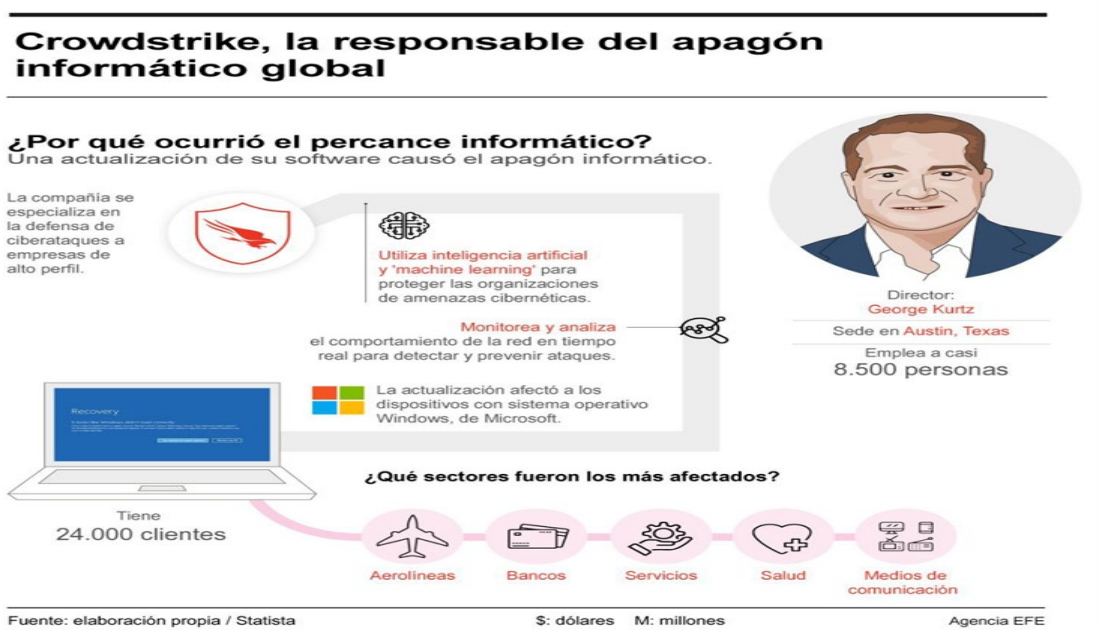 Crowdstrike, la responsable del apagón
informático global
¿Por qué ocurrió el percance informático?
Una actualización de su software causó el apagón informático.
La compañía se
especializa en
la defensa de
ciberataques a
empresas de
alto perfil.
Utiliza inteligencia artificial
y 'machine learning' para
proteger las organizaciones
de amenazas cibernéticas.
Monitorea y analiza
el comportamiento de la red en tiempo
real para detectar y prevenir ataques.
La actualización afectó a los
dispositivos con sistema operativo
Windows, de Microsoft.
Director:
George Kurtz
Sede en Austin, Texas
Emplea a casi
8.500 personas
Recovery
Tiene
24.000 clientes
¿Qué sectores fueron los más afectados?
Aerolíneas
Bancos
Servicios
Salud
Medios de
comunicación
Fuente: elaboración propia / Statista
$: dólares M: millones
Agencia EFE